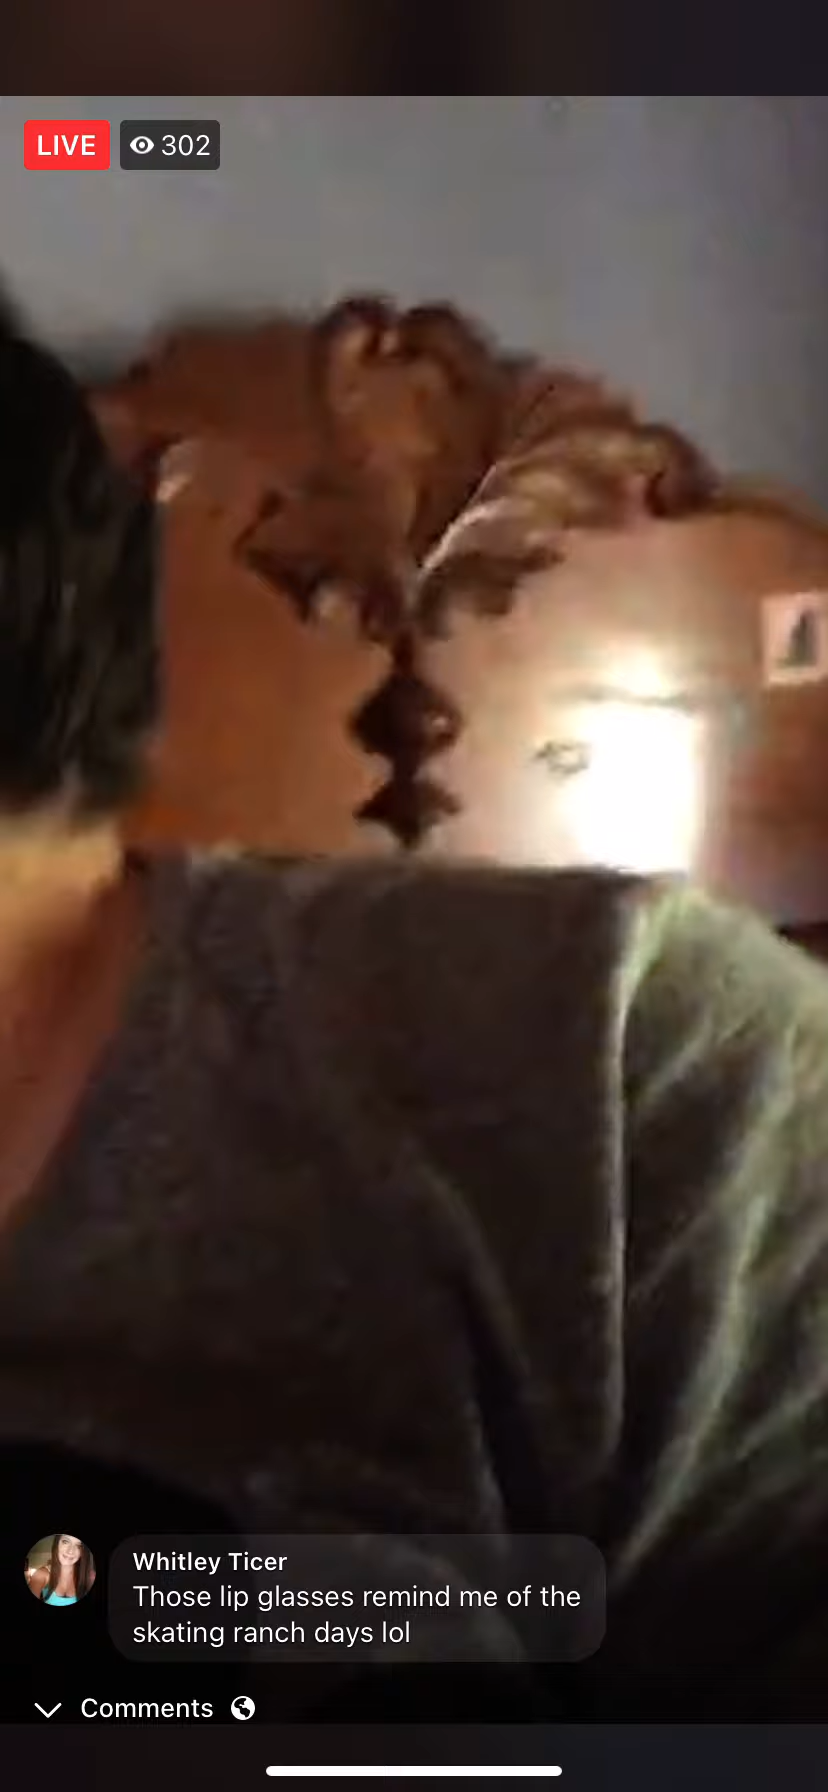 LIVE 302
Whitley Ticer
Those lip glasses remind me of the
skating ranch days lol
Comments